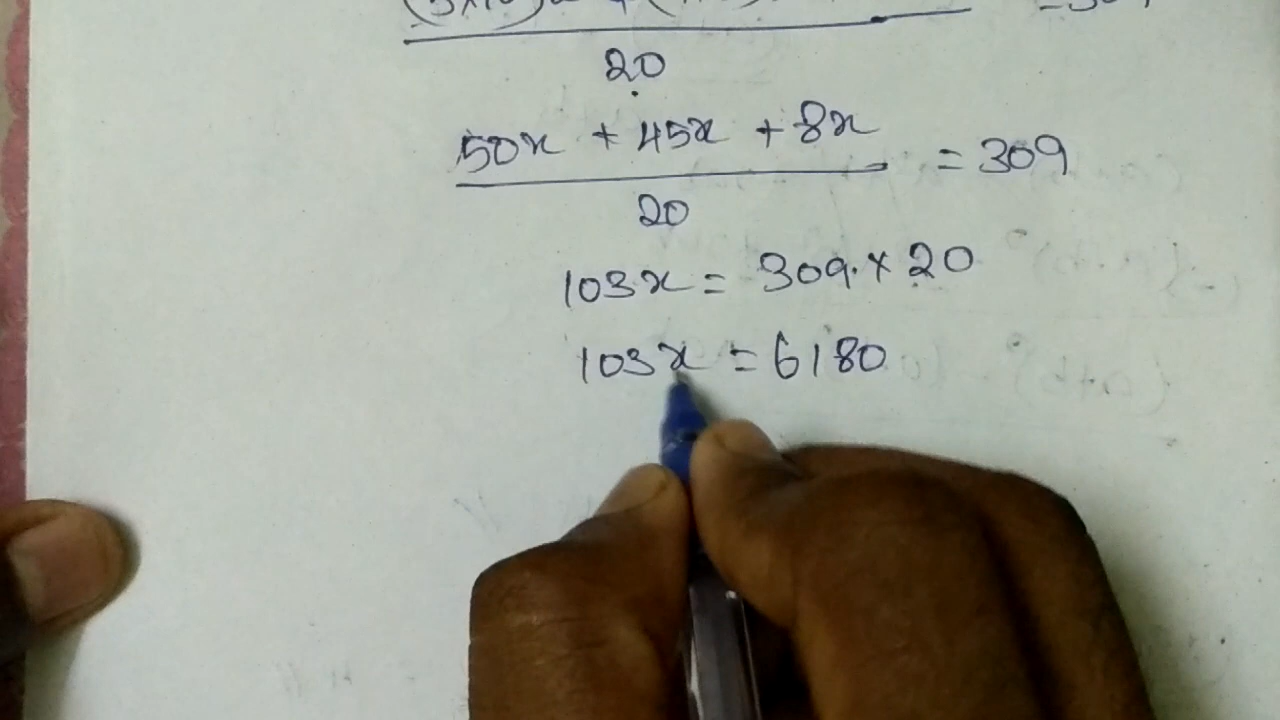 20
50x + 45x + 8x = 309
20
103x = 309 × 20
103x = 6180